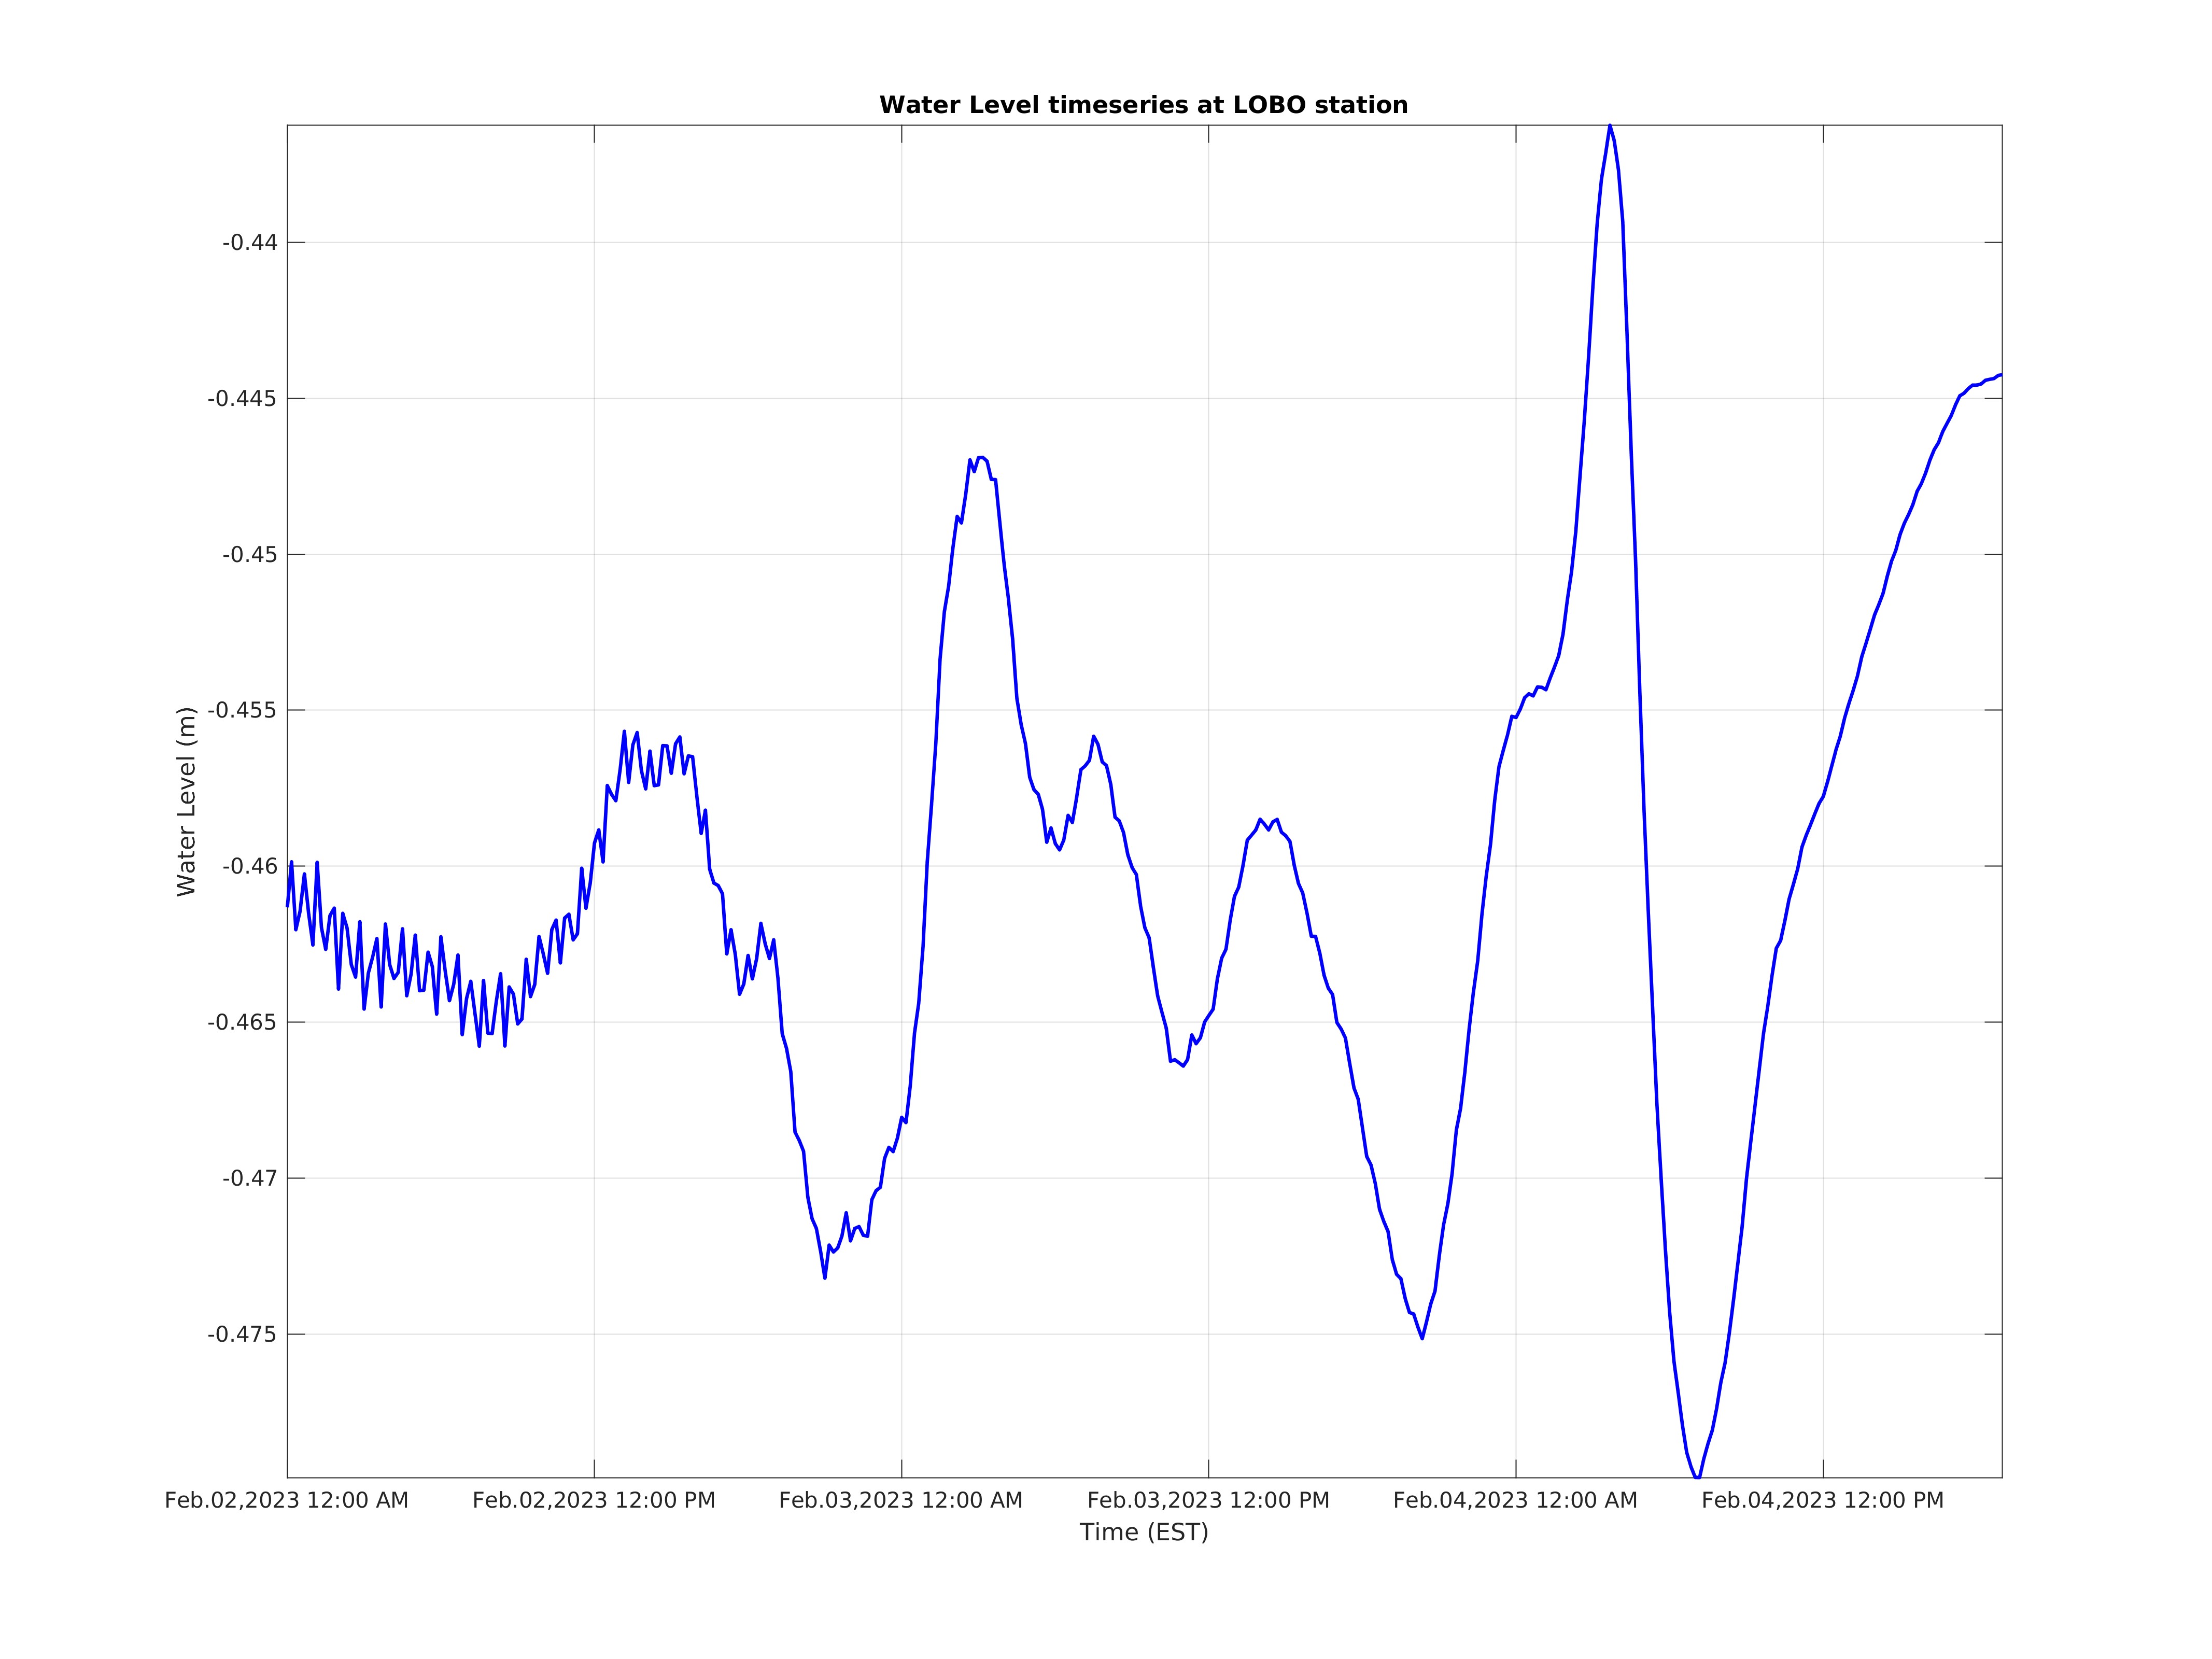 Water Level timeseries at LOBO station
-0.44
-0.445
-0.45
-0.455
-0.46
-0.465
-0.47
-0.475
Water Level (m)
Feb.02,2023 12:00 AM Feb.02,2023 12:00 PM Feb.03,2023 12:00 AM Feb.03,2023 12:00 PM Feb.04,2023 12:00 AM Feb.04,2023 12:00 PM
Time (EST)